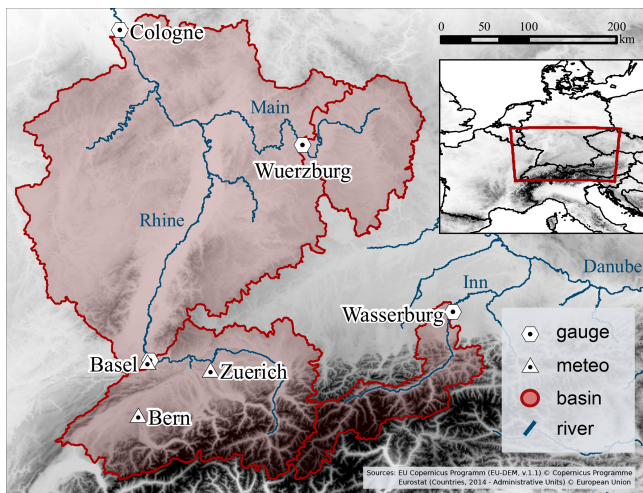 Cologne
0
100
200
km
Main
Wuerzburg
Rhine
Danube
Inn
Wasserburg
Basel
Zuerich
Bern
gauge
meteo
basin
river
Sources: EU Copernicus Programm (EU-DEM, v.1.1) © Copernicus Programme
Eurostat (Countries, 2014 - Administrative Units) © European Union